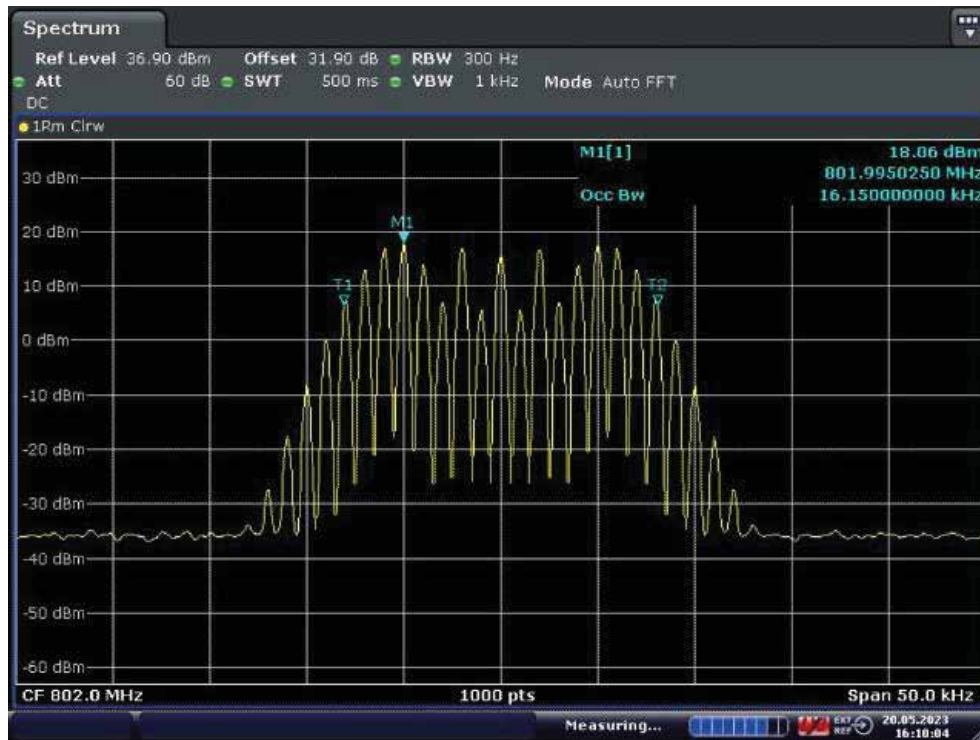 Spectrum
Ref Level 36.90 dBm Offset 31.90 dB RBW 300 Hz
Att 60 dB SWT 500 ms VBW 1 kHz Mode Auto FFT
DC
1Rm Clrw
M1[1] 18.06 dBm
801.9950250 MHz
Occ Bw 16.150000000 kHz
30 dBm
20 dBm
M1
10 dBm
T1 T2
0 dBm
-10 dBm
-20 dBm
-30 dBm
-40 dBm
-50 dBm
-60 dBm
CF 802.0 MHz 1000 pts Span 50.0 kHz
Measuring... EXT REF 20.05.2023
16:10:04